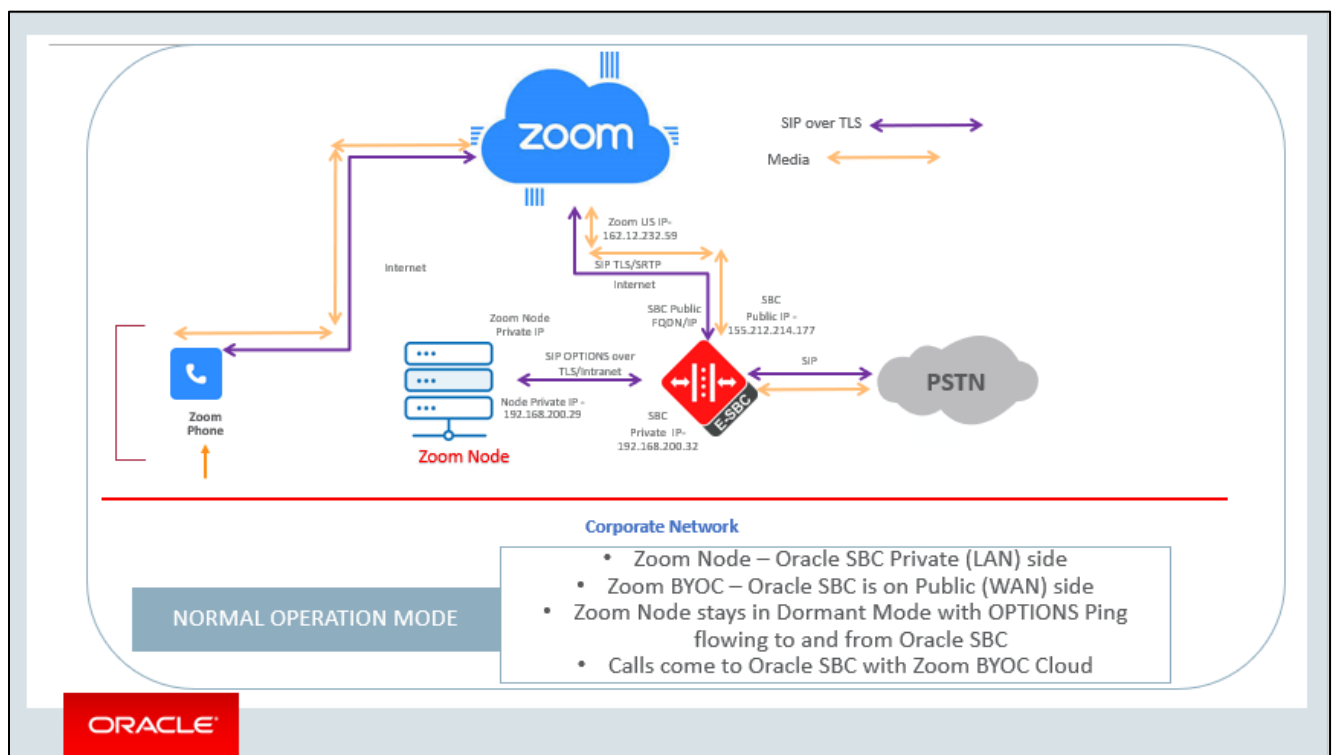 zoom
SIP over TLS
Media
Zoom US IP-
162.12.232.59
SIP TLS/SRTP
Internet
Internet
SBC Public
FQDN/IP
SBC
Public IP -
155.212.214.177
Zoom Node
Private IP
SIP OPTIONS over
TLS/Intranet
SIP
PSTN
E-SBC
Node Private IP -
192.168.200.29
SBC
Private IP-
192.168.200.32
Zoom
Phone
Zoom Node
Corporate Network
NORMAL OPERATION MODE
• Zoom Node – Oracle SBC Private (LAN) side
• Zoom BYOC – Oracle SBC is on Public (WAN) side
• Zoom Node stays in Dormant Mode with OPTIONS Ping
flowing to and from Oracle SBC
• Calls come to Oracle SBC with Zoom BYOC Cloud
ORACLE